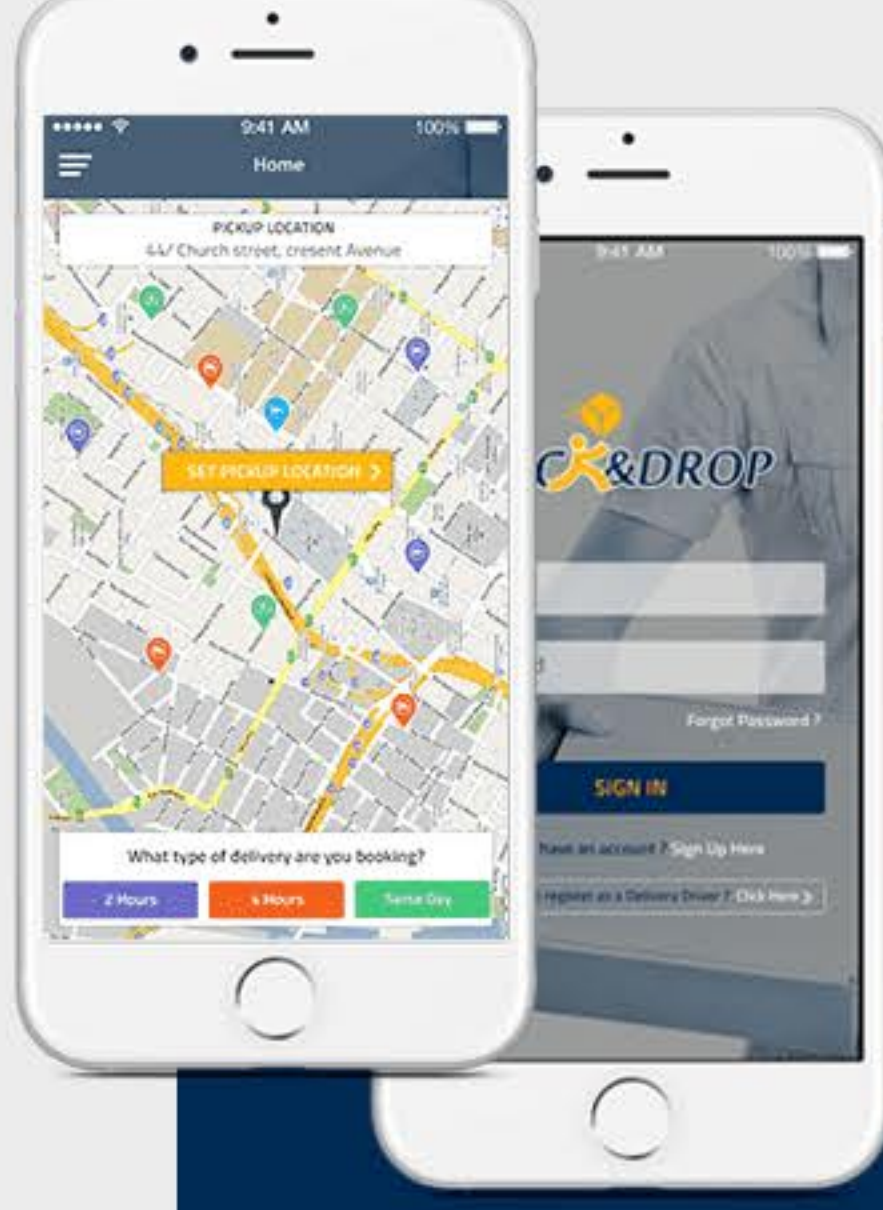 9:41 AM 100%
Home
PICKUP LOCATION
44/ Church street, cresent Avenue
SET PICKUP LOCATION
What type of delivery are you booking?
2 Hours 4 Hours Same Day
9:41 AM 100%
C &DROP
d
Forgot Password ?
SIGN IN
have an account ? Sign Up Here
register as a Delivery Driver ? Click Here